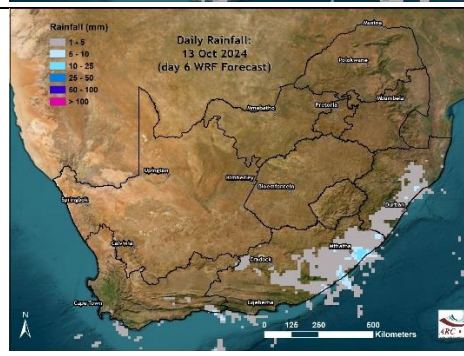 Rainfall (mm)
1 - 5
5 - 10
10 - 25
25 - 50
50 - 100
> 100
Daily Rainfall:
13 Oct 2024
(day 6 WRF Forecast)
Musina
Polokwane
Mbombela
Pretoria
Mmabatho
Upington
Kimberley
Bloemfontein
Springbok
Durban
Mthatha
Calvinia
Cradock
Cape Town
Gqeberha
N
0 125 250 500
Kilometers
ARC